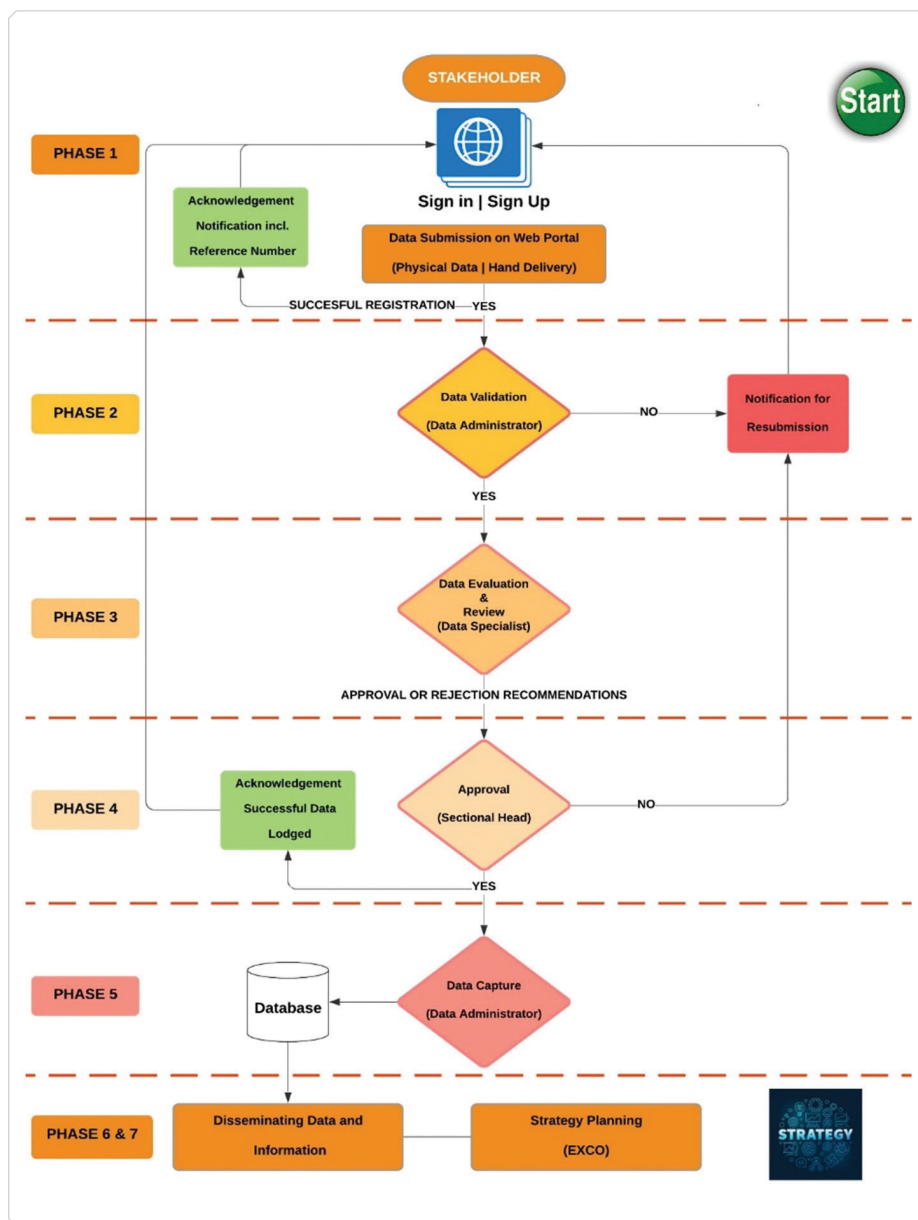 STAKEHOLDER
Start
PHASE 1
Sign in | Sign Up
Acknowledgement
Notification incl.
Reference Number
Data Submission on Web Portal
(Physical Data | Hand Delivery)
SUCCESFUL REGISTRATION
YES
PHASE 2
Data Validation
(Data Administrator)
NO
Notification for
Resubmission
YES
PHASE 3
Data Evaluation
&
Review
(Data Specialist)
APPROVAL OR REJECTION RECOMMENDATIONS
PHASE 4
Acknowledgement
Successful Data
Lodged
Approval
(Sectional Head)
NO
YES
PHASE 5
Database
Data Capture
(Data Administrator)
PHASE 6 & 7
Disseminating Data and
Information
Strategy Planning
(EXCO)
STRATEGY